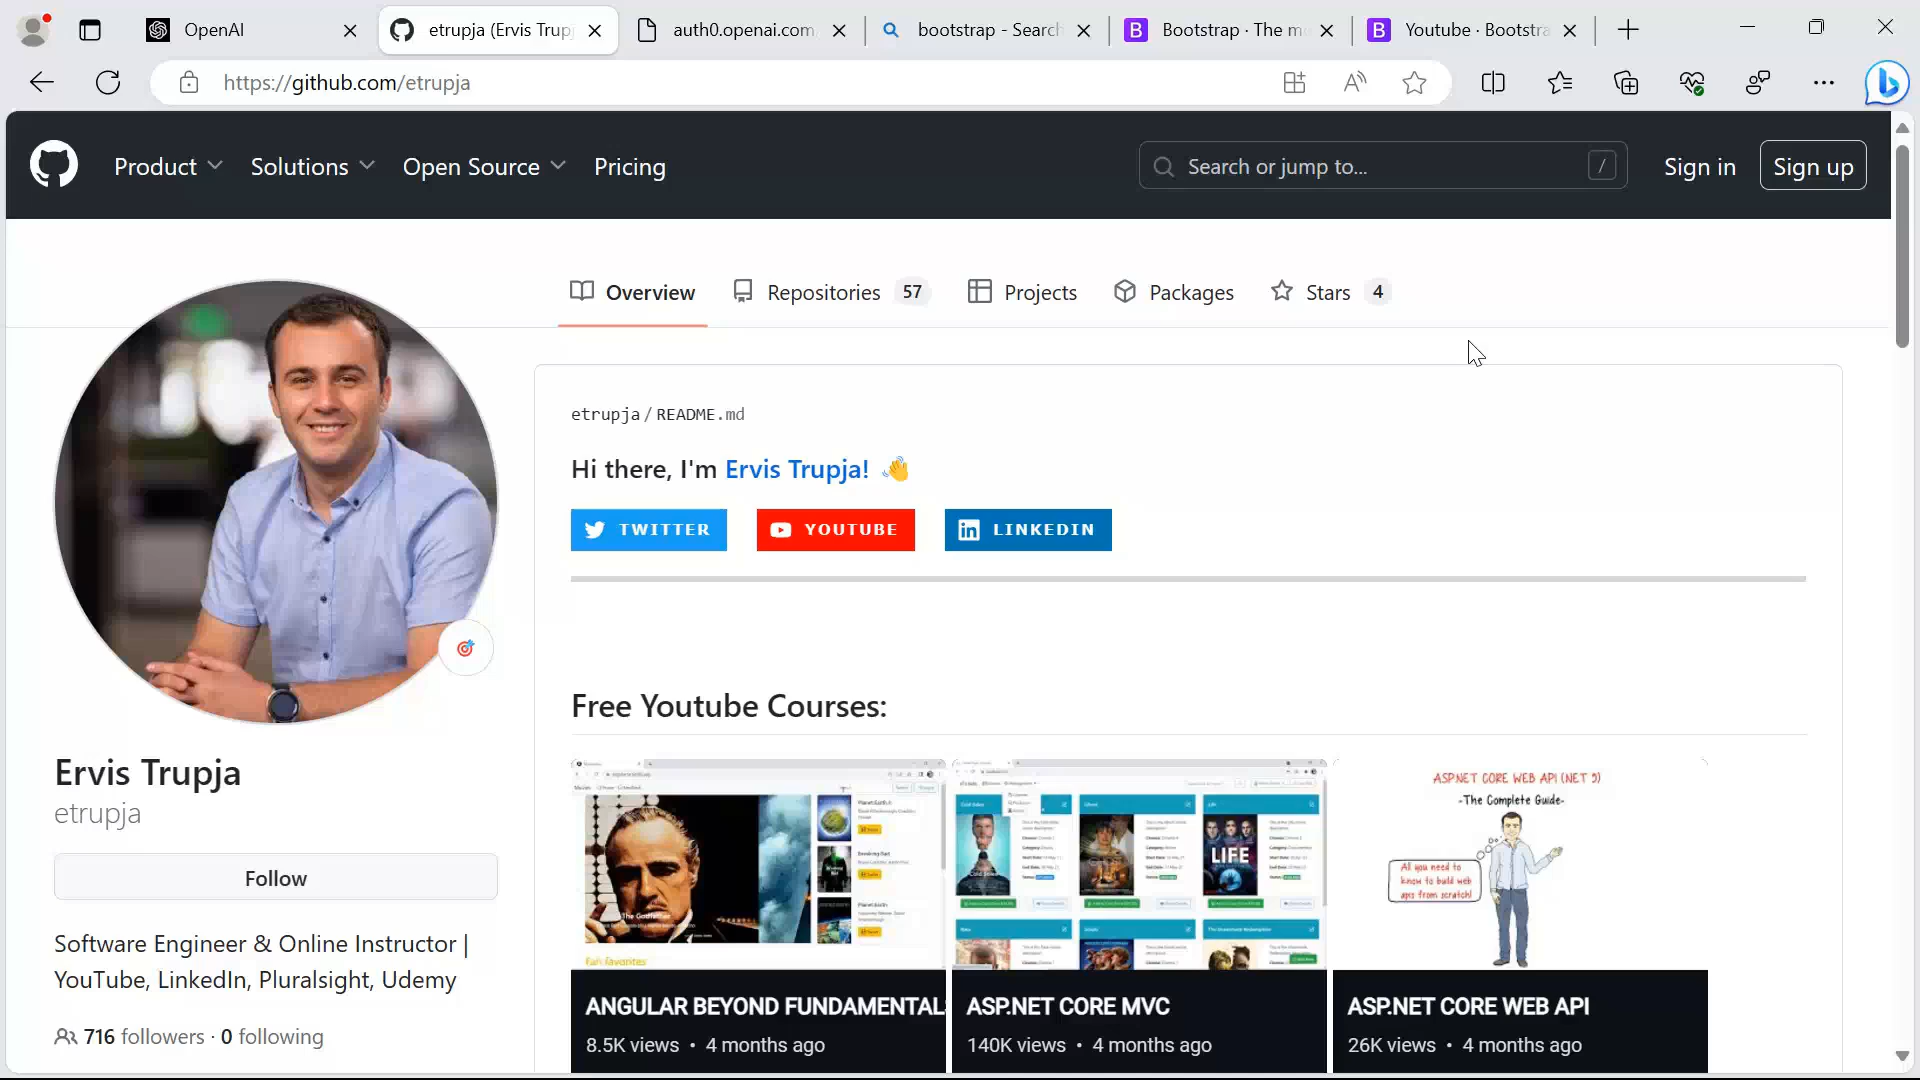 OpenAI
etrupja (Ervis Trup
auth0.openai.com
bootstrap - Search
Bootstrap · The m
Youtube · Bootstra
https://github.com/etrupja
Product
Solutions
Open Source
Pricing
Search or jump to...
/
Sign in
Sign up
Overview
Repositories 57
Projects
Packages
Stars 4
etrupja / README.md
Hi there, I'm Ervis Trupja! 👋
TWITTER
YOUTUBE
LINKEDIN
Free Youtube Courses:
The Godfather
Fan favorites
LIFE
ASP.NET CORE WEB API (NET 5)
-The Complete Guide-
All you need to
know to build web
apis from scratch!
ANGULAR BEYOND FUNDAMENTALS
8.5K views • 4 months ago
ASP.NET CORE MVC
140K views • 4 months ago
ASP.NET CORE WEB API
26K views • 4 months ago
Ervis Trupja
etrupja
Follow
Software Engineer & Online Instructor |
YouTube, LinkedIn, Pluralsight, Udemy
716 followers · 0 following